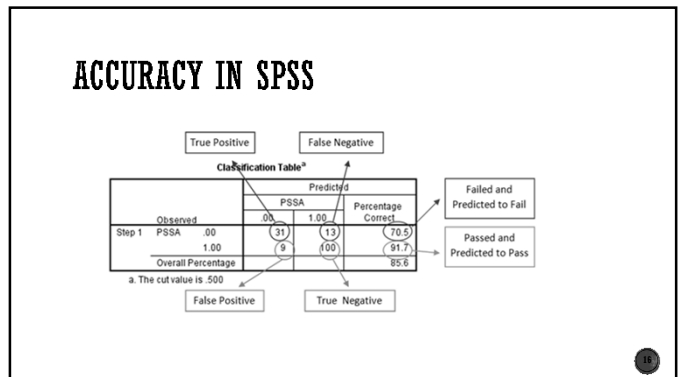 ACCURACY IN SPSS
True Positive
False Negative
Classification Tableª
Predicted
PSSA
Percentage Correct
Observed
.00
1.00
Step 1 PSSA .00 31 13 70.5
1.00 9 100 91.7
Overall Percentage 85.6
a. The cut value is .500
Failed and
Predicted to Fail
Passed and
Predicted to Pass
False Positive
True Negative
16